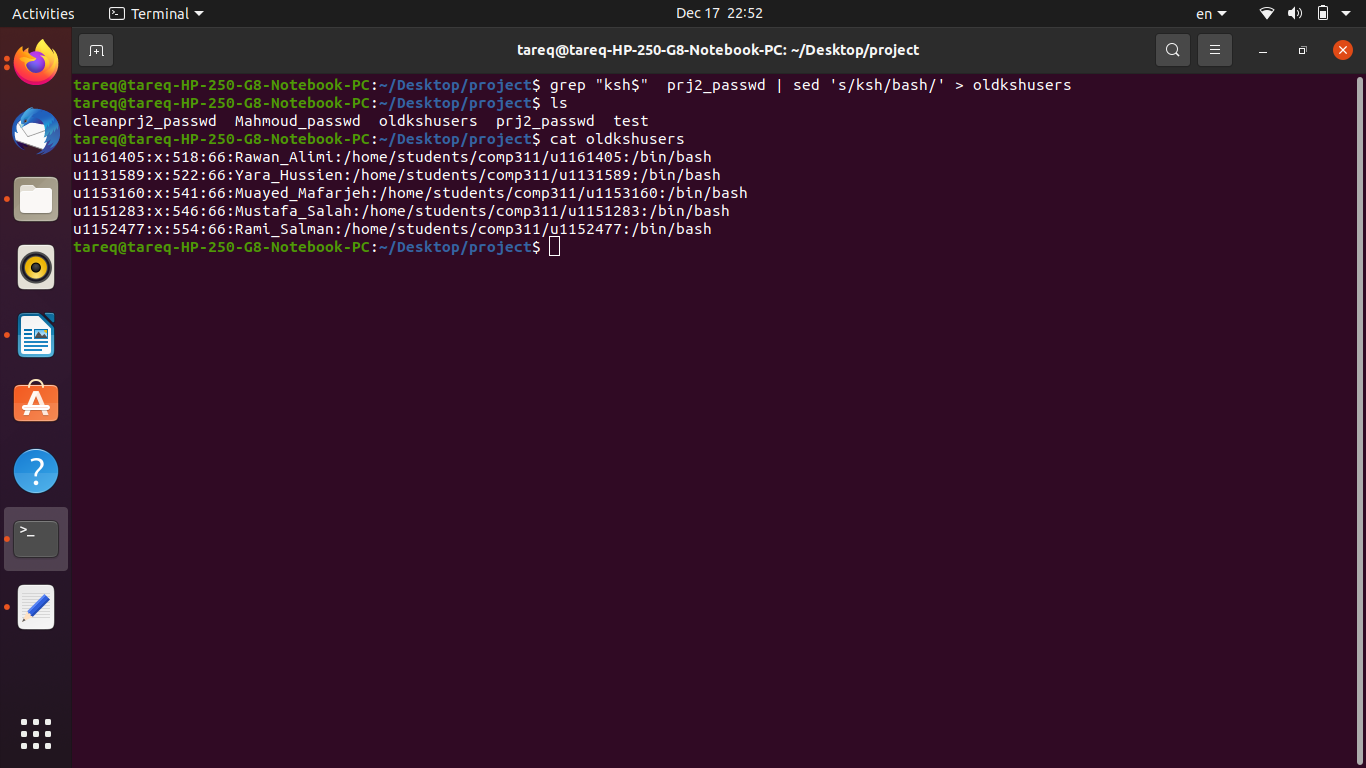 Activities
Terminal
Dec 17 22:52
en
tareq@tareq-HP-250-G8-Notebook-PC: ~/Desktop/project
tareq@tareq-HP-250-G8-Notebook-PC:~/Desktop/project$ grep "ksh$"  prj2_passwd | sed 's/ksh/bash/' > oldkshusers
tareq@tareq-HP-250-G8-Notebook-PC:~/Desktop/project$ ls
cleanprj2_passwd  Mahmoud_passwd  oldkshusers  prj2_passwd  test
tareq@tareq-HP-250-G8-Notebook-PC:~/Desktop/project$ cat oldkshusers
u1161405:x:518:66:Rawan_Alimi:/home/students/comp311/u1161405:/bin/bash
u1131589:x:522:66:Yara_Hussien:/home/students/comp311/u1131589:/bin/bash
u1153160:x:541:66:Muayed_Mafarjeh:/home/students/comp311/u1153160:/bin/bash
u1151283:x:546:66:Mustafa_Salah:/home/students/comp311/u1151283:/bin/bash
u1152477:x:554:66:Rami_Salman:/home/students/comp311/u1152477:/bin/bash
tareq@tareq-HP-250-G8-Notebook-PC:~/Desktop/project$